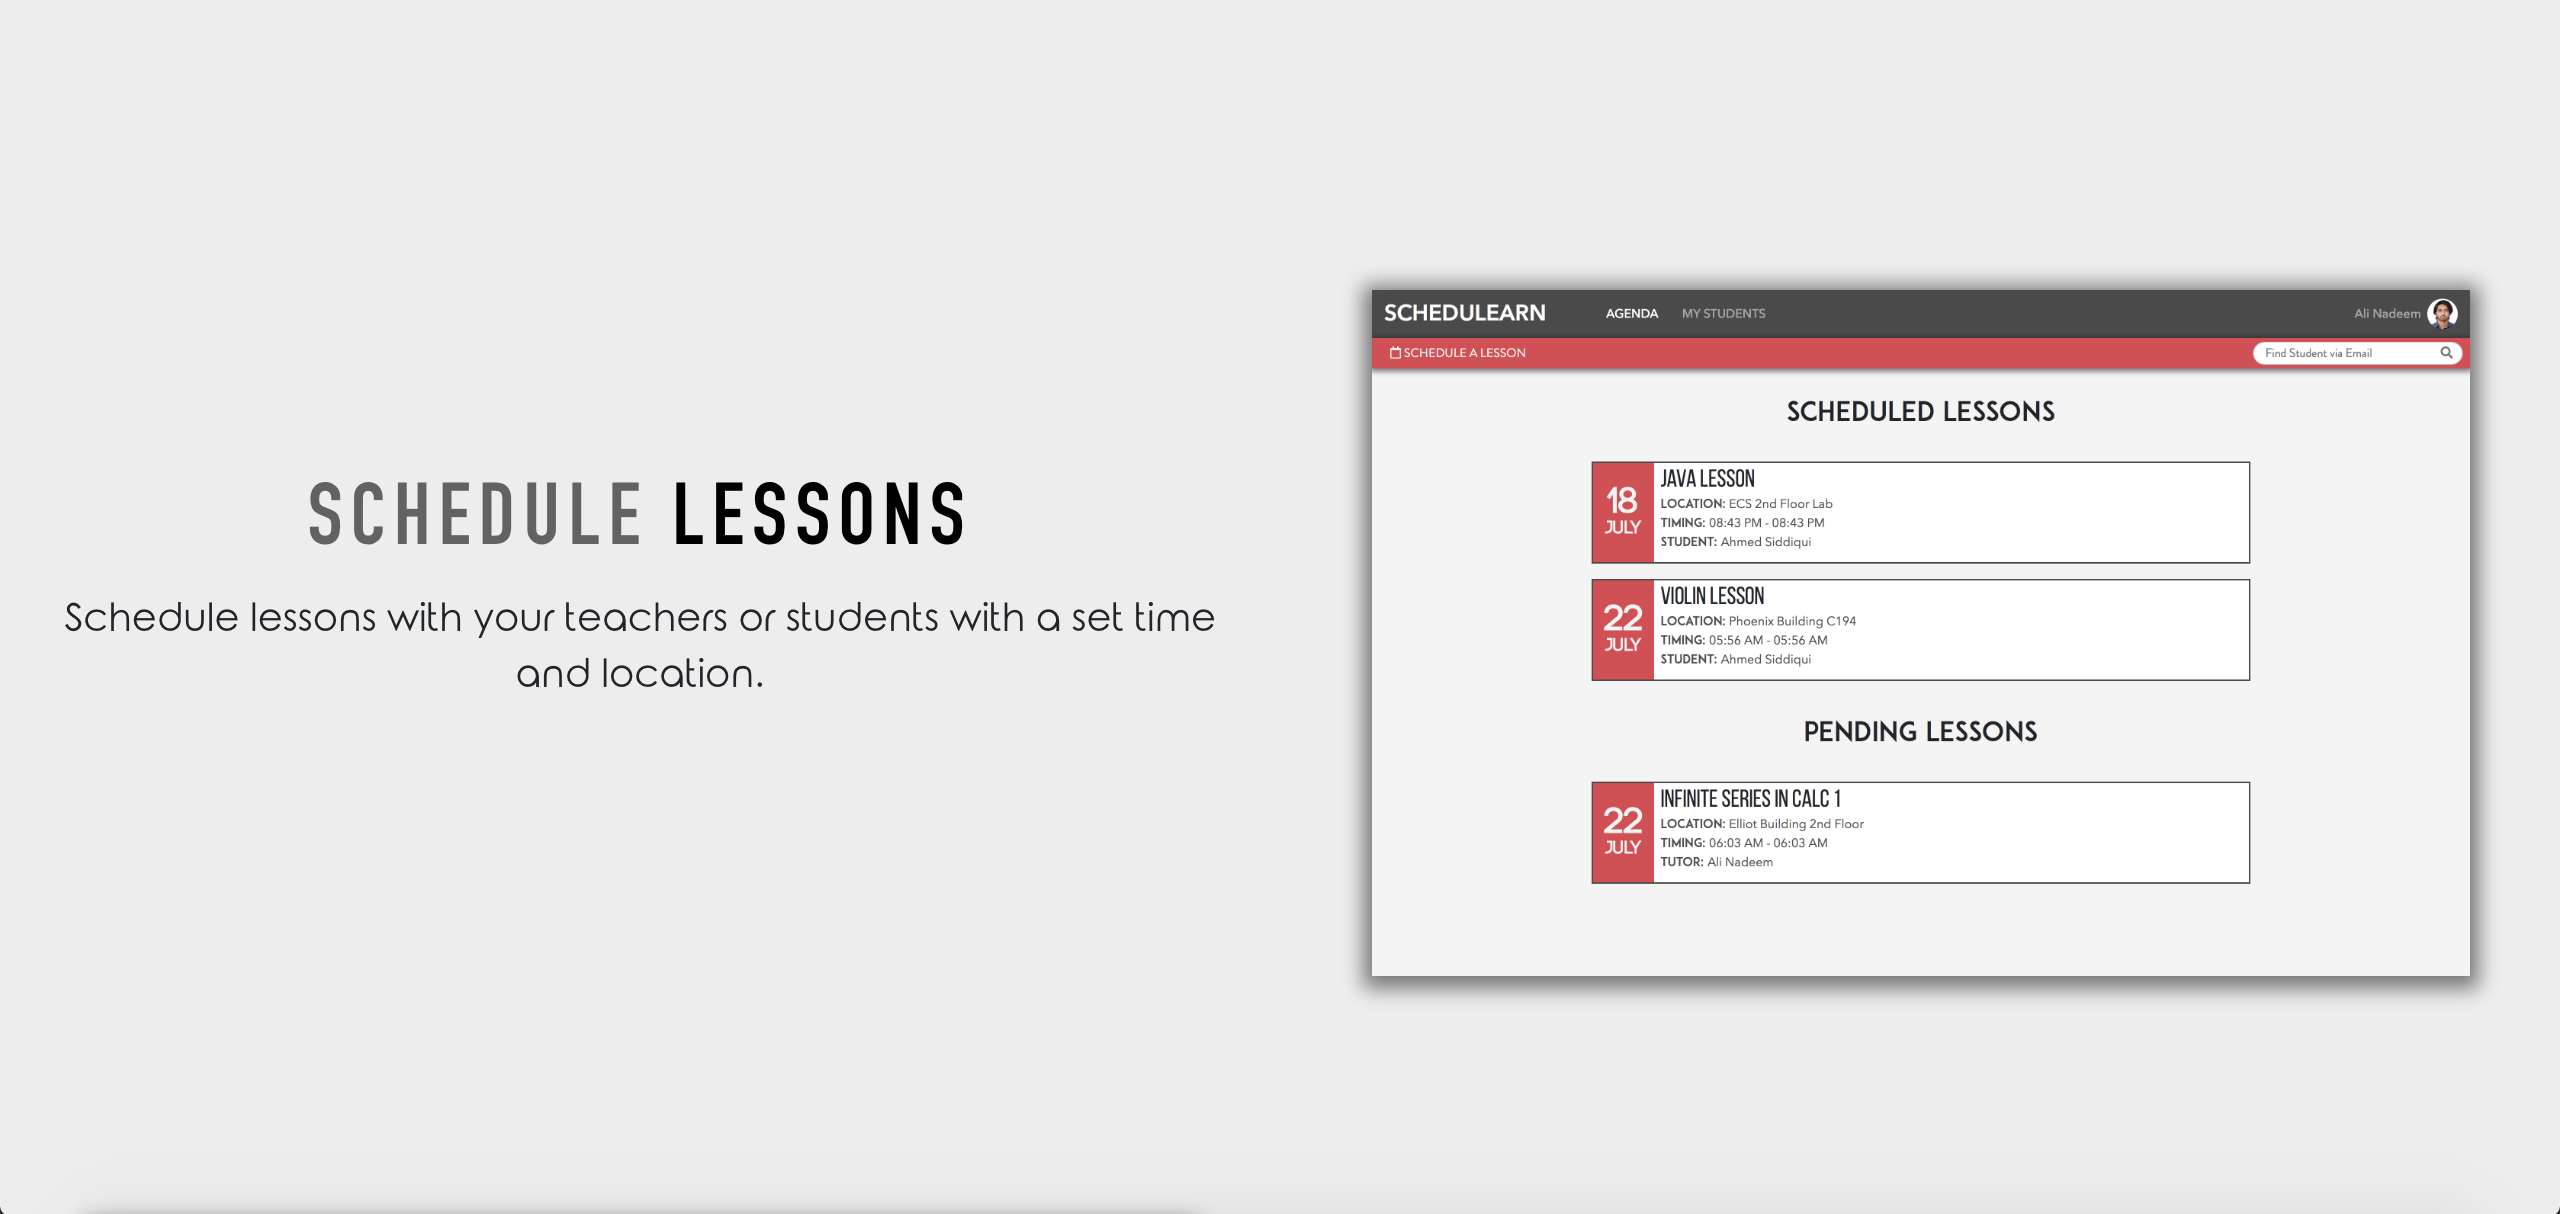 SCHEDULE LESSONS
Schedule lessons with your teachers or students with a set time
and location.
SCHEDULEARN AGENDA MY STUDENTS Ali Nadeem
SCHEDULE A LESSON Find Student via Email
SCHEDULED LESSONS
18 JULY
JAVA LESSON
LOCATION: ECS 2nd Floor Lab
TIMING: 08:43 PM - 08:43 PM
STUDENT: Ahmed Siddiqui
22 JULY
VIOLIN LESSON
LOCATION: Phoenix Building C194
TIMING: 05:56 AM - 05:56 AM
STUDENT: Ahmed Siddiqui
PENDING LESSONS
22 JULY
INFINITE SERIES IN CALC 1
LOCATION: Elliot Building 2nd Floor
TIMING: 06:03 AM - 06:03 AM
TUTOR: Ali Nadeem